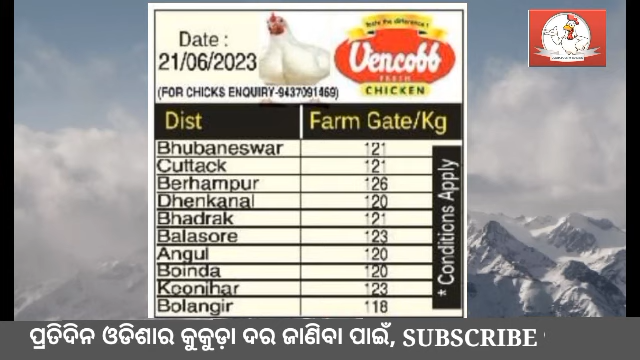 Date :
21/06/2023
Taste the difference !
Vencobb
FRESH
CHICKEN
(FOR CHICKS ENQUIRY-9437091469)
Dist Farm Gate/Kg
Bhubaneswar 121
Cuttack 121
Berhampur 126
Dhenkanal 120
Bhadrak 121
Balasore 123
Angul 120
Boinda 120
Keonjhar 123
Bolangir 118
* Conditions Apply
ପ୍ରତିଦିନ ଓଡିଶାର କୁକୁଡ଼ା ଦର ଜାଣିବା ପାଇଁ, SUBSCRIBE